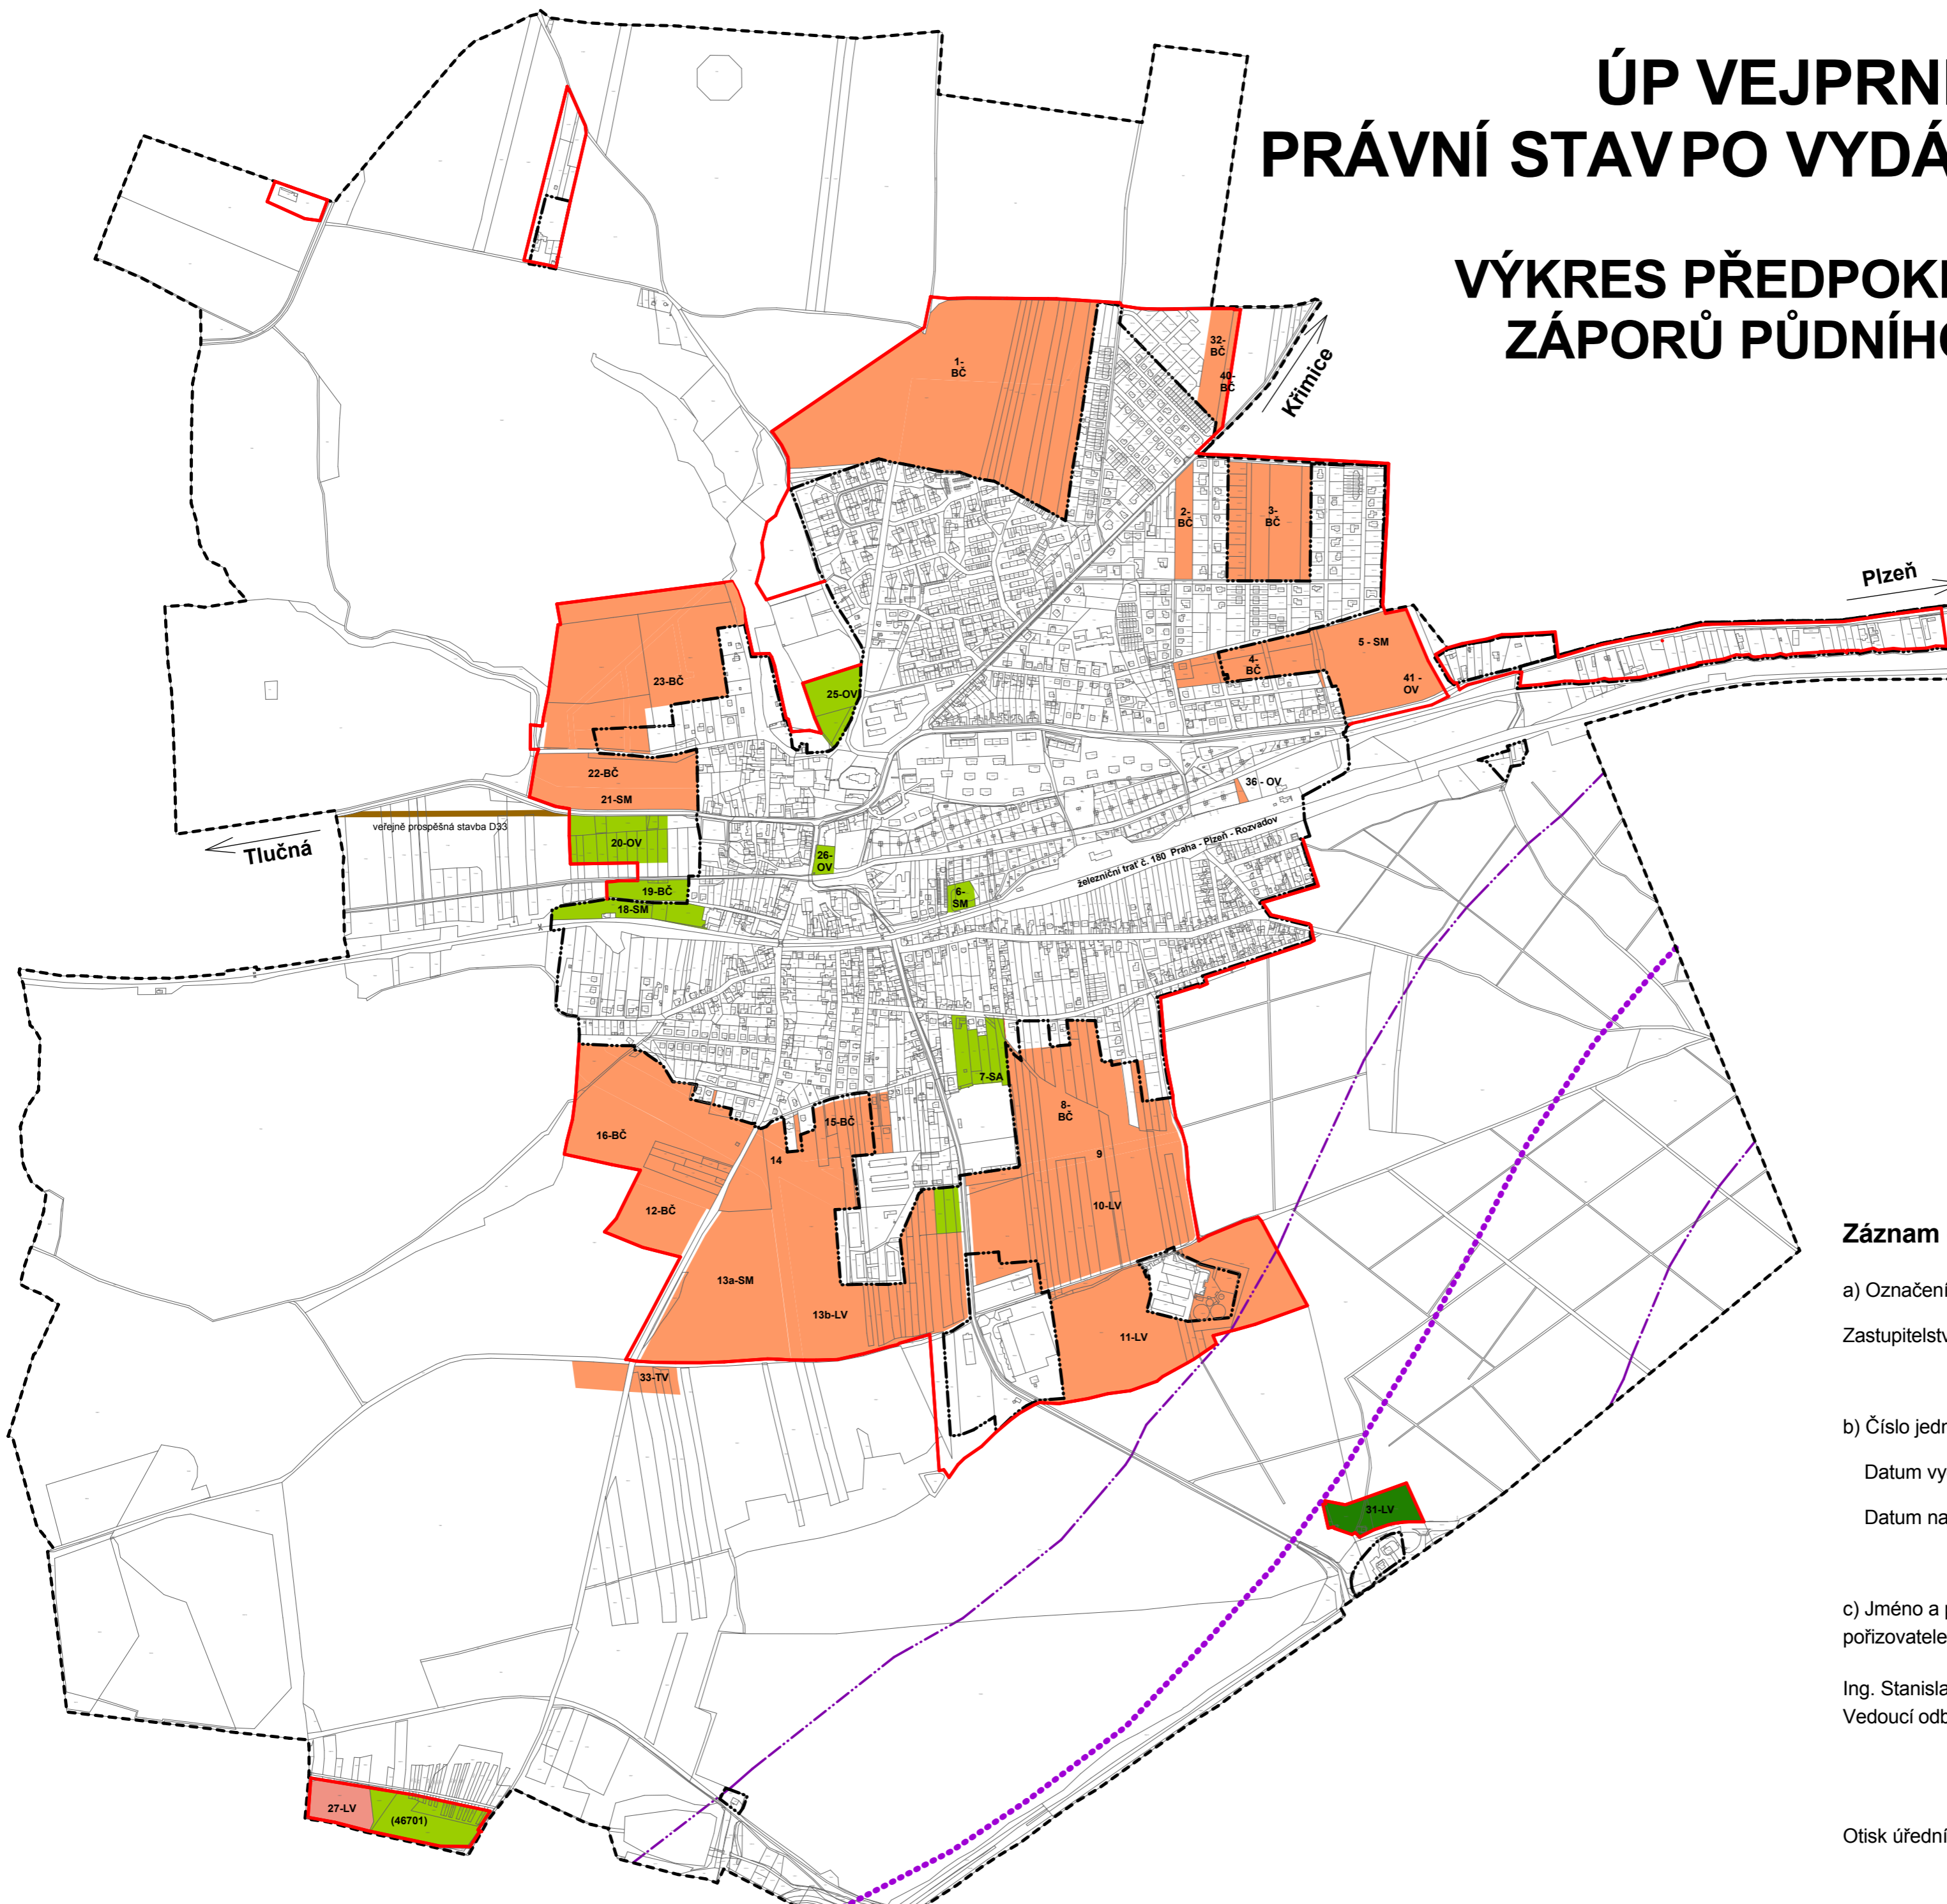 ÚP VEJPRNI
PRÁVNÍ STAV PO VYDÁ
VÝKRES PŘEDPOKL
ZÁPORŮ PŮDNÍHO
1-
BČ
32-
BČ
40-
BČ
Křimice
2-
BČ
3-
BČ
Plzeň
5 - SM
4-
BČ
41 -
OV
23-BČ
25-OV
22-BČ
21-SM
36 - OV
veřejně prospěšná stavba D33
Tlučná
20-OV
26-
OV
železniční trať č. 180 Praha - Plzeň - Rozvadov
19-BČ
6-
SM
18-SM
7-SA
8-
BČ
15-BČ
16-BČ
14
9
12-BČ
10-LV
13a-SM
13b-LV
11-LV
33-TV
31-LV
27-LV
(46701)
Záznam
a) Označení
Zastupitelstv
b) Číslo jedn
Datum vy
Datum na
c) Jméno a p
pořizovatele
Ing. Stanisla
Vedoucí odb
Otisk úřední